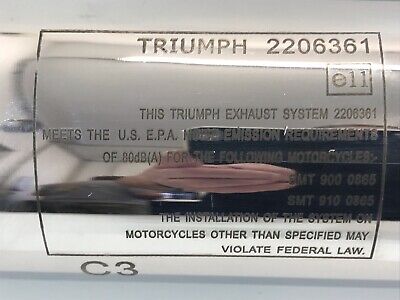 TRIUMPH 2206361
e11
THIS TRIUMPH EXHAUST SYSTEM 2206361
MEETS THE U.S. E.P.A. NOISE EMISSION REQUIREMENTS
OF 80dB(A) FOR THE FOLLOWING MOTORCYCLES:-
SMT 900 0865
SMT 910 0865
THE INSTALLATION OF THE SYSTEM ON
MOTORCYCLES OTHER THAN SPECIFIED MAY
VIOLATE FEDERAL LAW.
C3